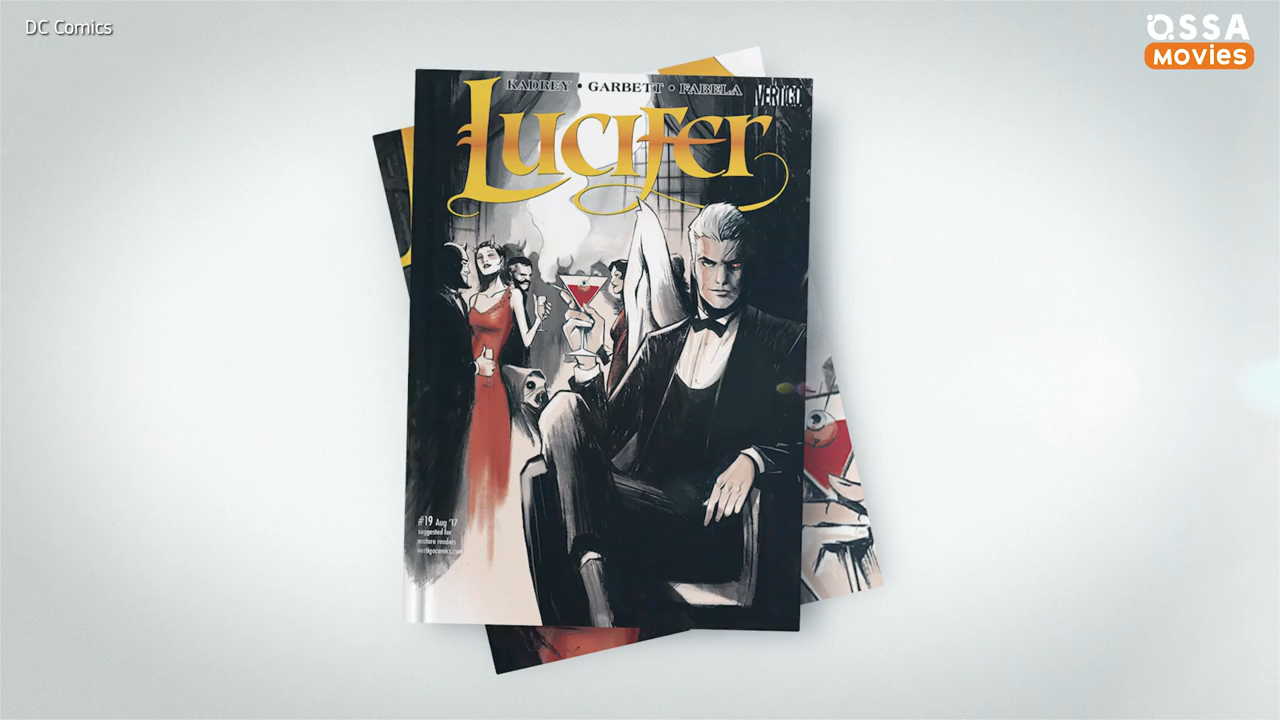 DC Comics
OSSA
Movies
KADREY • GARBETT • FABELA
VERTIGO
Lucifer
#19 Aug '17
suggested for
mature readers
vertigocomics.com